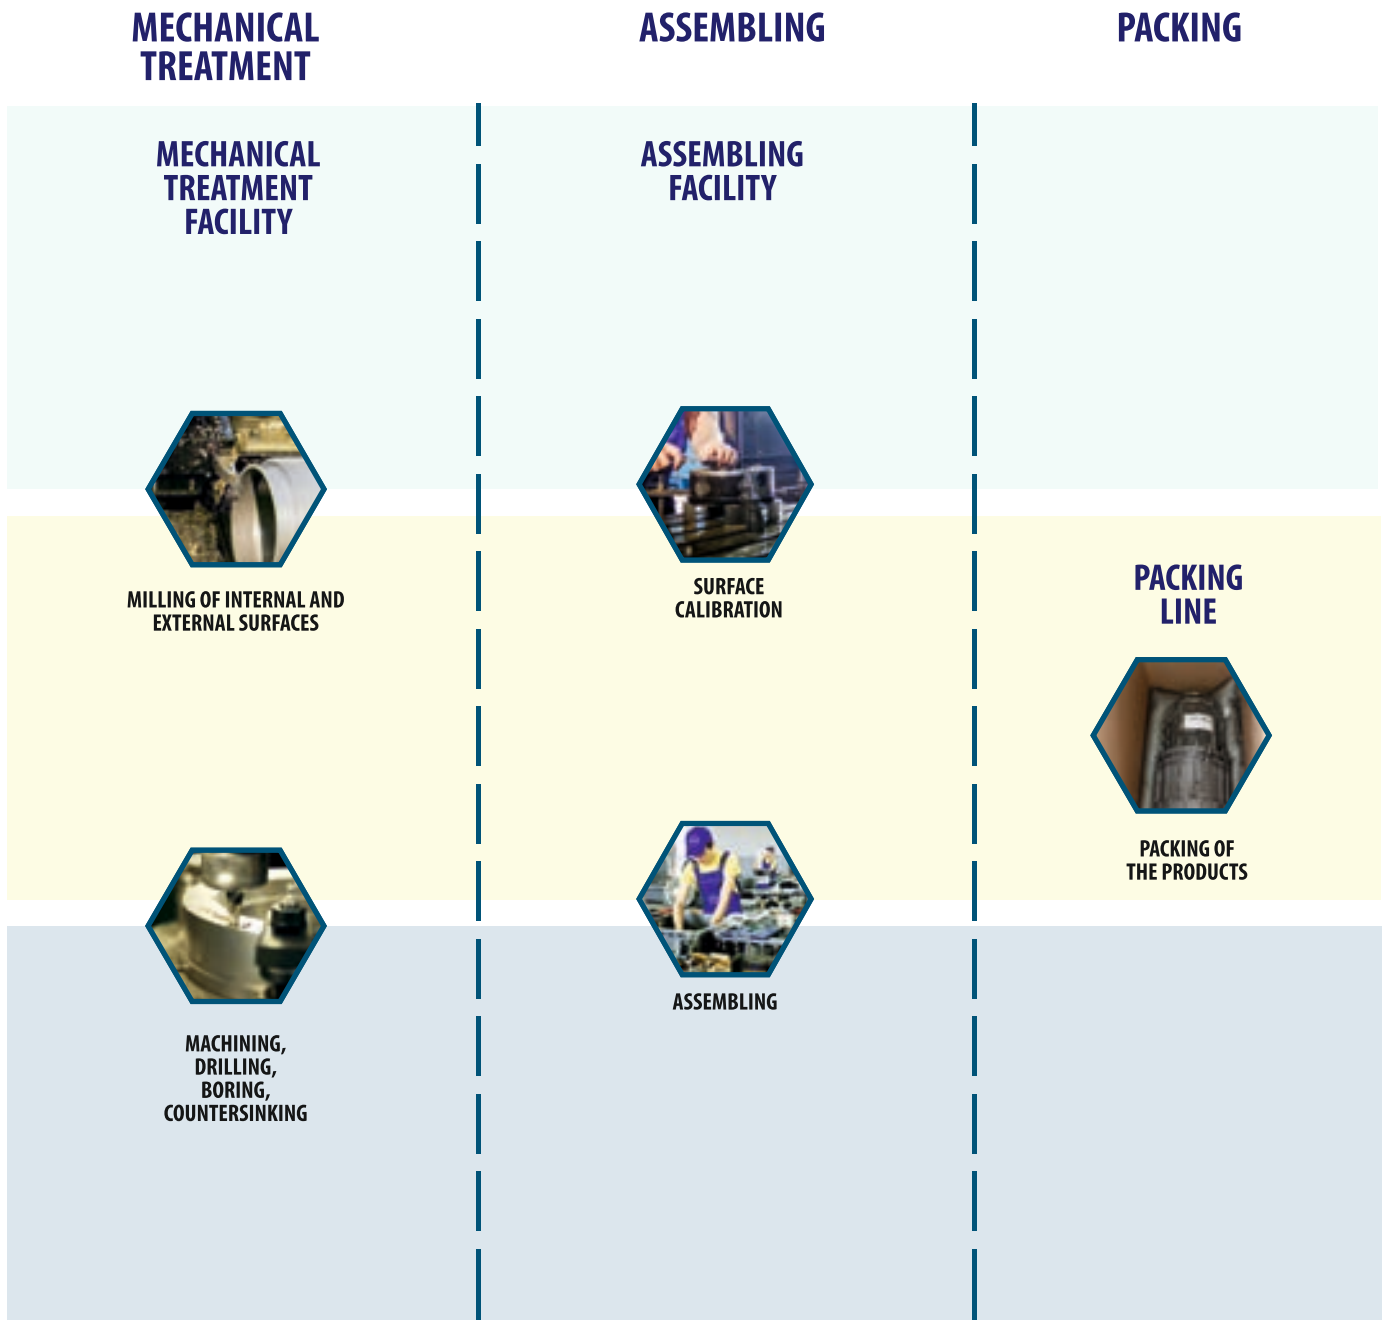 MECHANICAL
TREATMENT
ASSEMBLING
PACKING
MECHANICAL
TREATMENT
FACILITY
ASSEMBLING
FACILITY
MILLING OF INTERNAL AND
EXTERNAL SURFACES
SURFACE
CALIBRATION
PACKING
LINE
PACKING OF
THE PRODUCTS
MACHINING,
DRILLING,
BORING,
COUNTERSINKING
ASSEMBLING